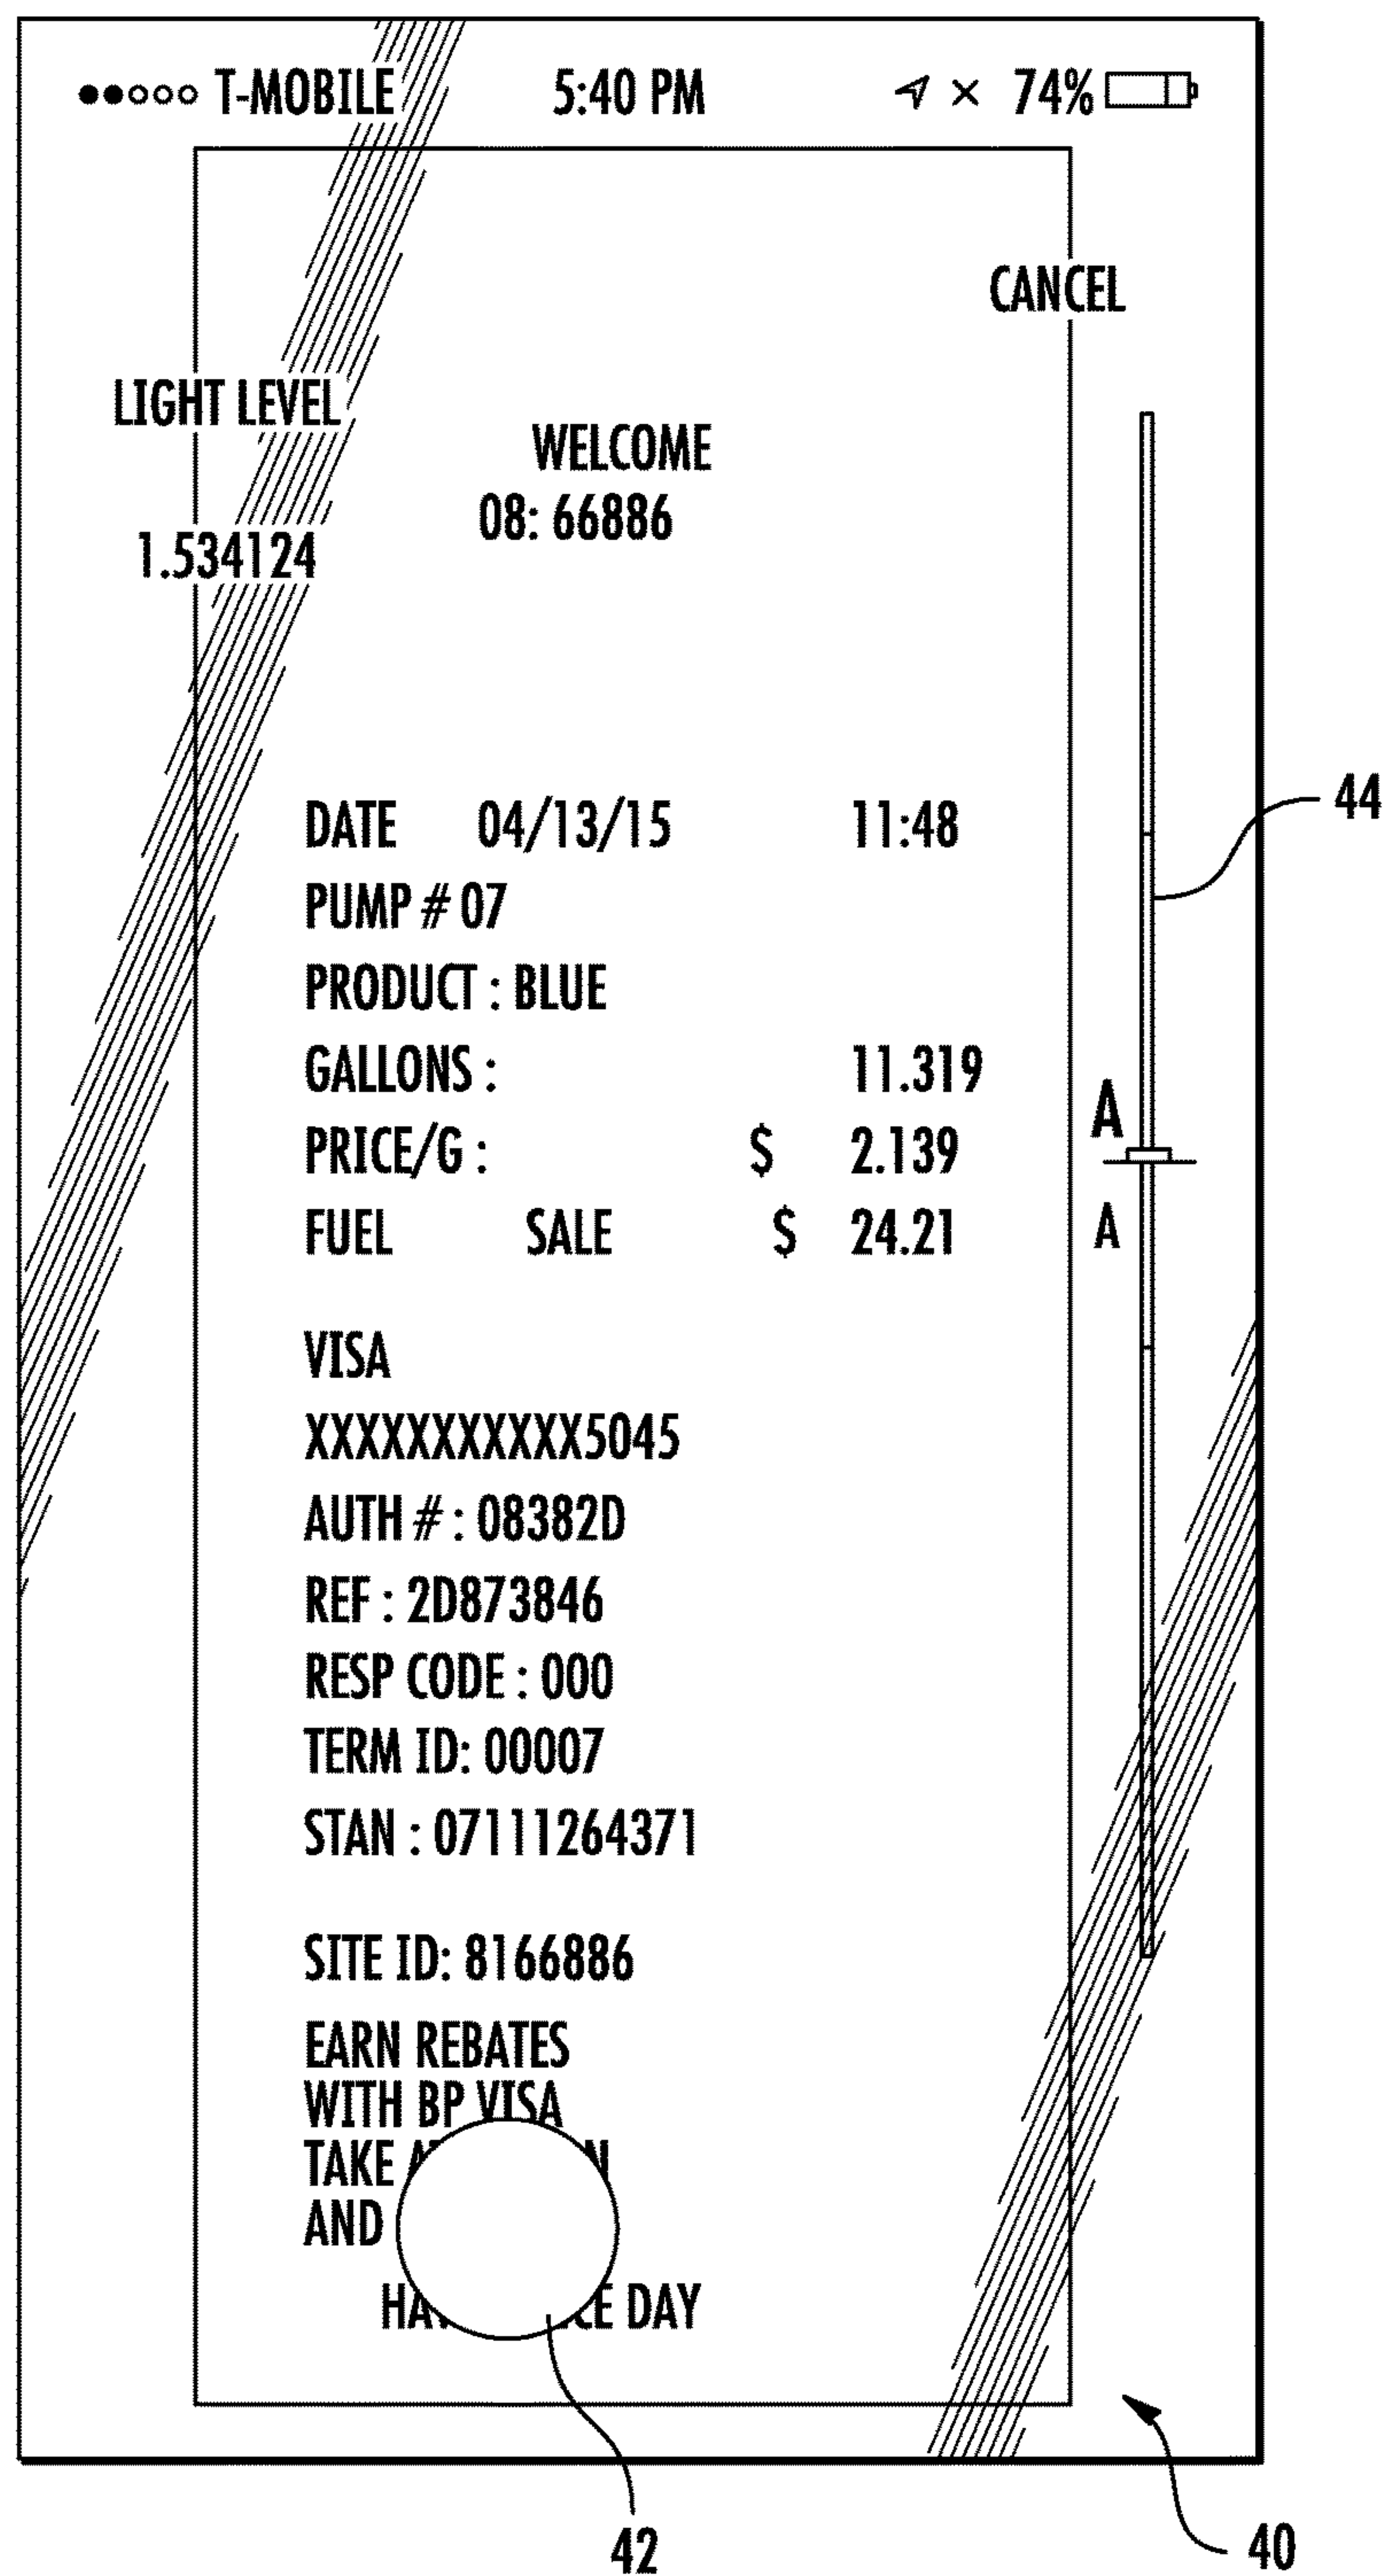 T-MOBILE 5:40 PM 74%
CANCEL
LIGHT LEVEL
WELCOME
08: 66886
1.534124
DATE 04/13/15 11:48
44
PUMP # 07
PRODUCT : BLUE
GALLONS : 11.319
A
PRICE/G : $ 2.139
FUEL SALE $ 24.21
A
VISA
XXXXXXXXXXX5045
AUTH # : 08382D
REF : 2D873846
RESP CODE : 000
TERM ID: 00007
STAN : 07111264371
SITE ID: 8166886
EARN REBATES
WITH BP VISA
TAKE
AND
DAY
42
40